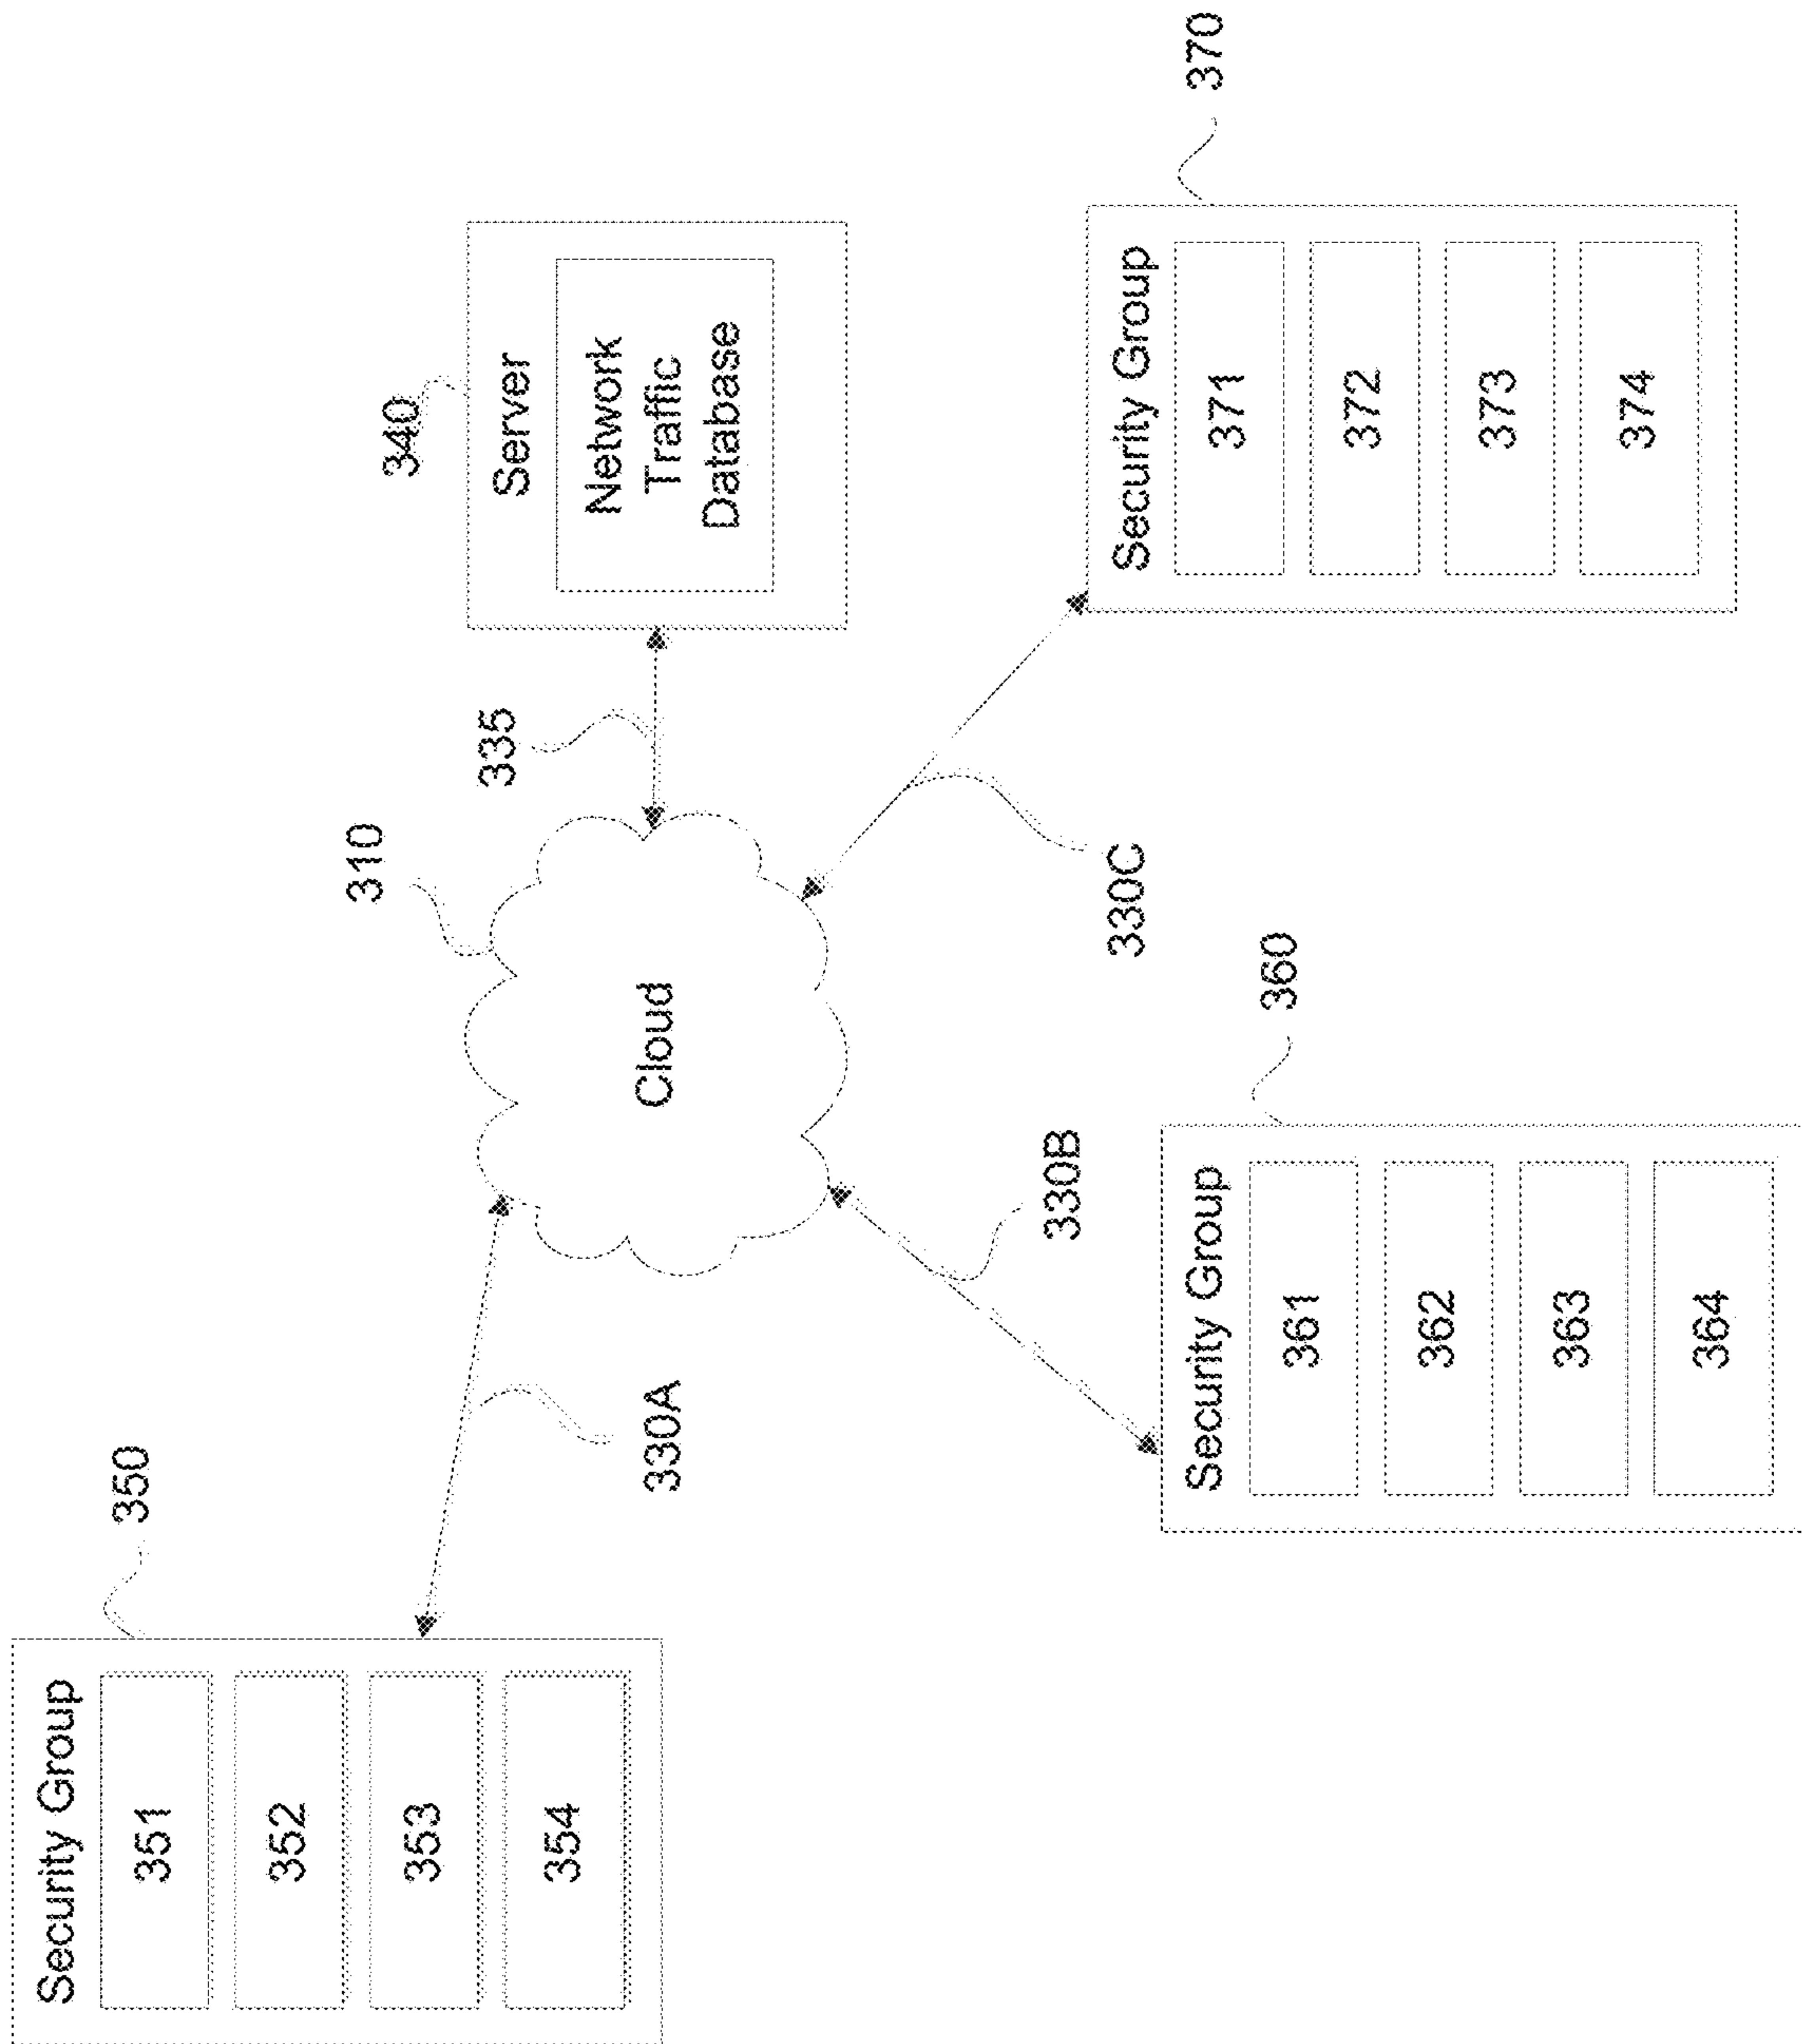 350
Security Group
351
352
353
354
330A
310
Cloud
335
340
Server
Network
Traffic
Database
330B
360
Security Group
361
362
363
364
330C
370
Security Group
371
372
373
374